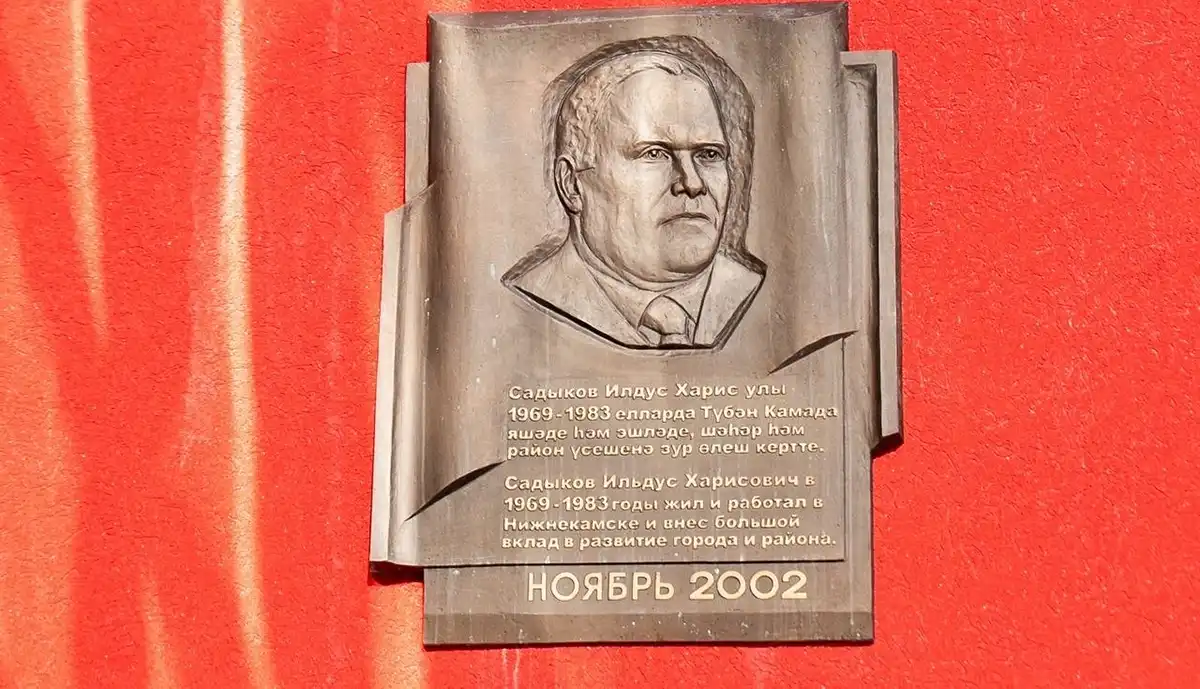 Садыков Илдус Харис улы
1969-1983 елларда Түбән Камада
яшәде һәм эшләде, шәһәр һәм
район үсешенә зур өлеш кертте.
Садыков Ильдус Харисович в
1969-1983 годы жил и работал в
Нижнекамске и внес большой
вклад в развитие города и района.
НОЯБРЬ 2002